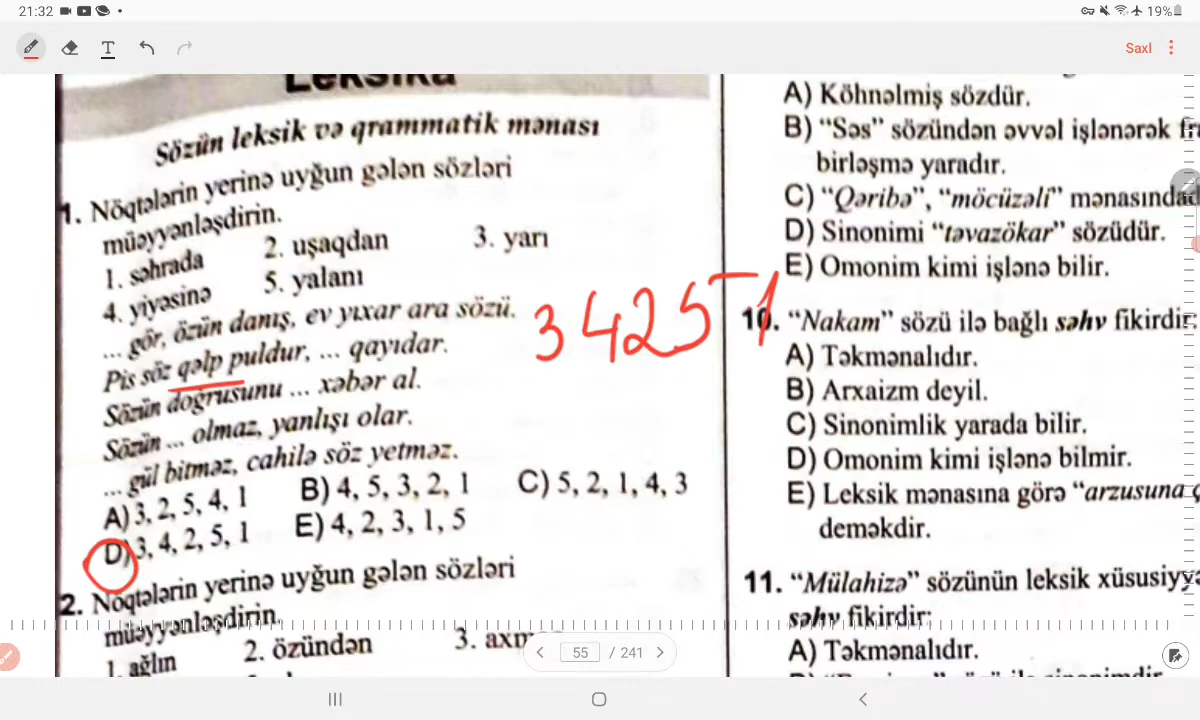 21:32
19%
T
Saxl
Leksika
Sözün leksik və qrammatik mənası
1. Nöqtələrin yerinə uyğun gələn sözləri
müəyyənləşdirin.
1. səhrada 2. uşaqdan 3. yarı
4. yiyəsinə 5. yalanı
... gör, özün danış, ev yıxar ara sözü.
Pis söz qəlp puldur, ... qayıdar.
Sözün doğrusunu ... xəbər al.
Sözün ... olmaz, yanlışı olar.
... gül bitməz, cahilə söz yetməz.
A) 3, 2, 5, 4, 1 B) 4, 5, 3, 2, 1 C) 5, 2, 1, 4, 3
D) 3, 4, 2, 5, 1 E) 4, 2, 3, 1, 5
3 4 2 5 1
2. Nöqtələrin yerinə uyğun gələn sözləri
müəyyənləşdirin.
1. ağlın 2. özündən 3.
A) Köhnəlmiş sözdür.
B) “Səs” sözündən əvvəl işlənərək
birləşmə yaradır.
C) “Qəribə”, “möcüzəli”
D) Sinonimi “təvazökar” sözüdür.
E) Omonim kimi işlənə bilir.
10. “Nakam” sözü ilə bağlı səhv fikirdir:
A) Təkmənalıdır.
B) Arxaizm deyil.
C) Sinonimlik yarada bilir.
D) Omonim kimi işlənə bilmir.
E) Leksik mənasına görə “arzusuna
deməkdir.
11. “Mülahizə” sözünün leksik
səhv fikirdir:
A) Təkmənalıdır.
55 / 241